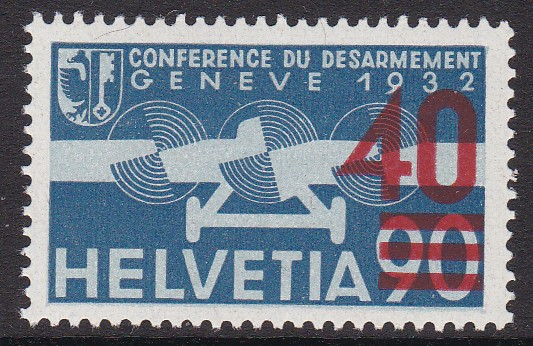 CONFERENCE DU DESARMEMENT
GENEVE 1932
40
HELVETIA 90